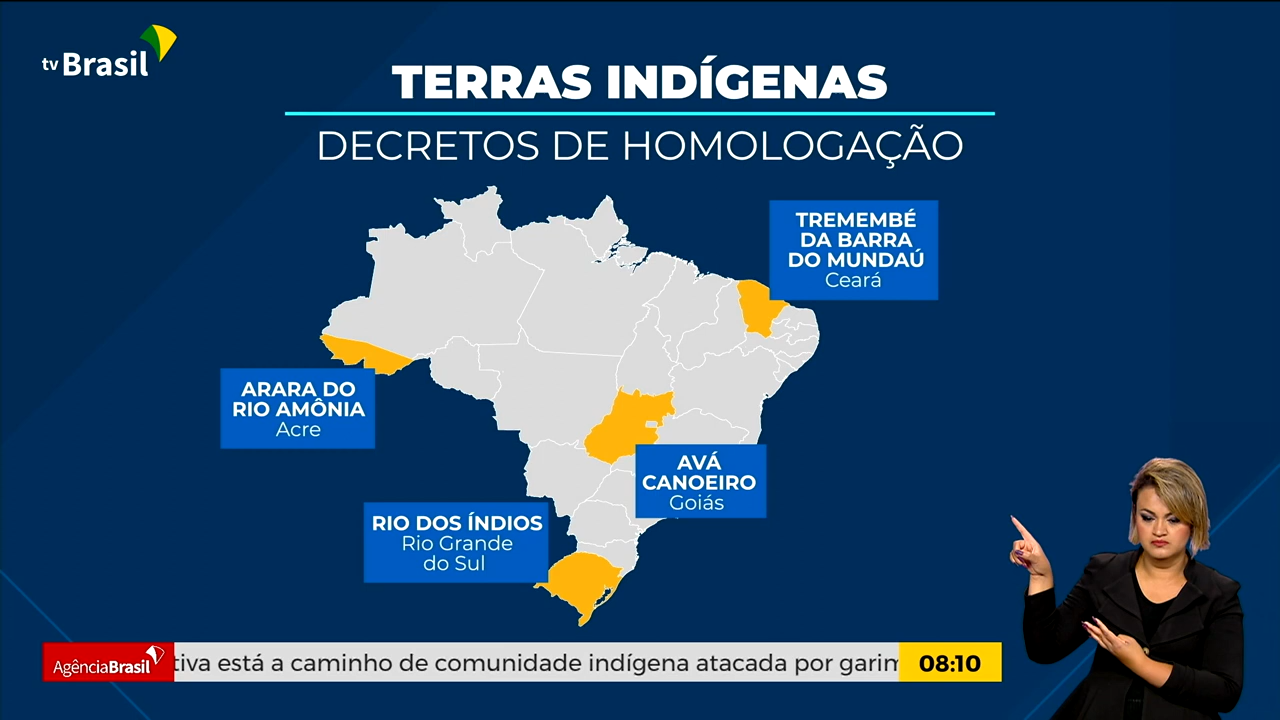 tv Brasil
TERRAS INDÍGENAS
DECRETOS DE HOMOLOGAÇÃO
TREMEMBÉ
DA BARRA
DO MUNDAÚ
Ceará
ARARA DO
RIO AMÔNIA
Acre
AVÁ
CANOEIRO
Goiás
RIO DOS ÍNDIOS
Rio Grande
do Sul
AgênciaBrasil tiva está a caminho de comunidade indígena atacada por garim 08:10